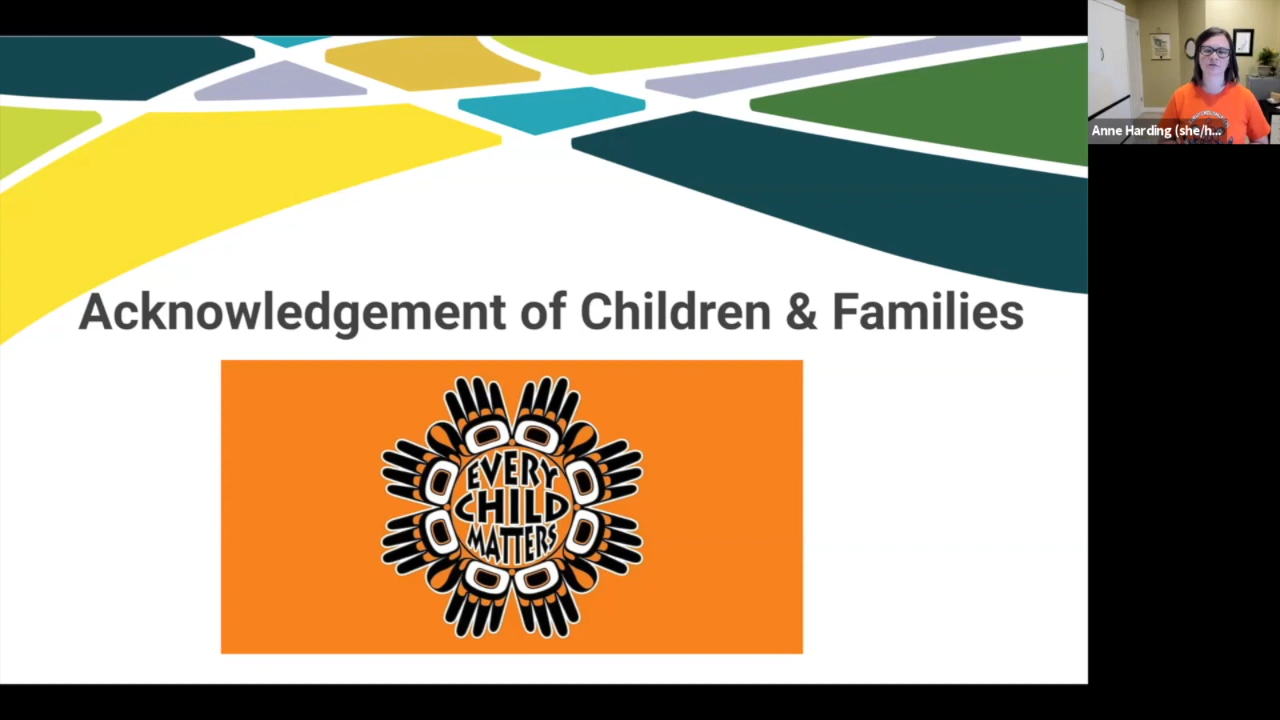 Anne Harding (she/h...
Acknowledgement of Children & Families
EVERY
CHILD
MATTERS